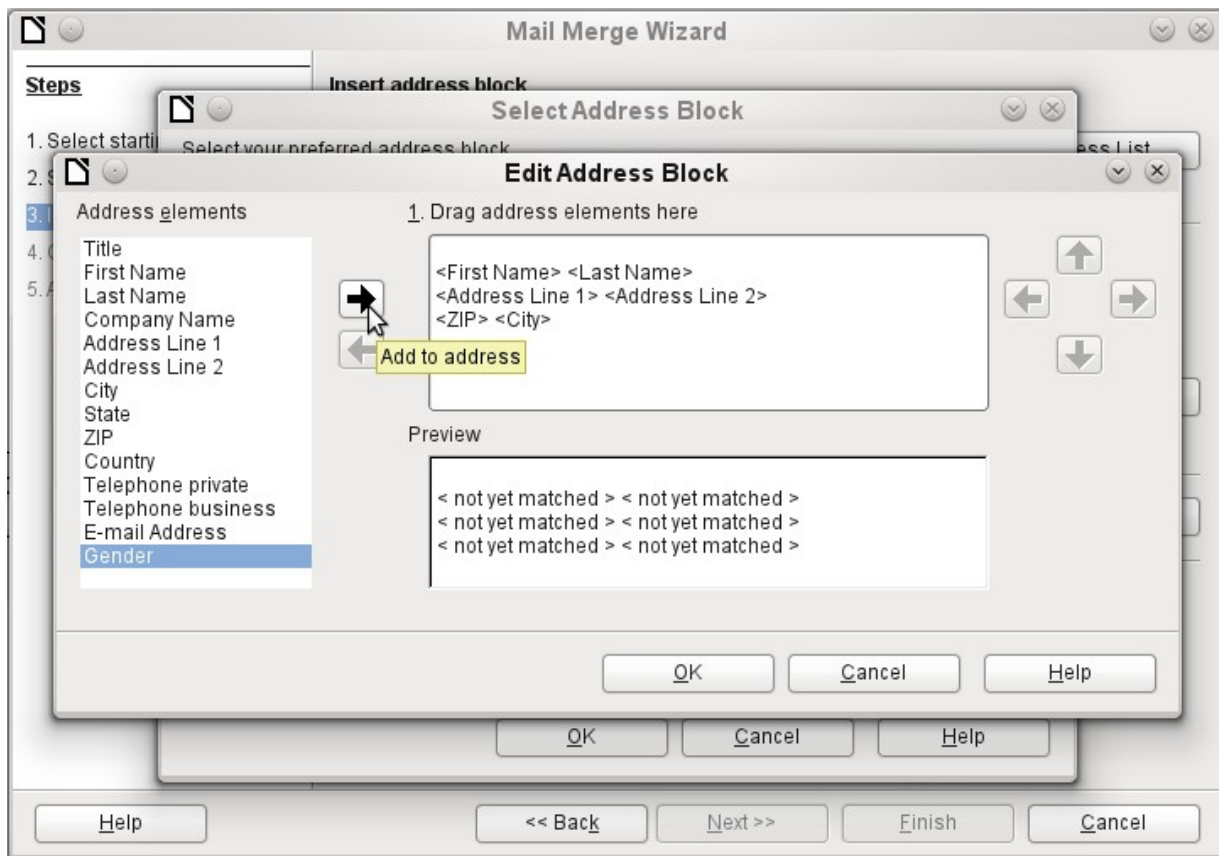 Mail Merge Wizard
Steps
Insert address block
Select Address Block
Select your preferred address block
1. Select
2.
3.
4.
5.
Edit Address Block
Address elements
1. Drag address elements here
Title
First Name
Last Name
Company Name
Address Line 1
Address Line 2
City
State
ZIP
Country
Telephone private
Telephone business
E-mail Address
Gender
<First Name> <Last Name>
<Address Line 1> <Address Line 2>
<ZIP> <City>
Add to address
Preview
< not yet matched > < not yet matched >
< not yet matched > < not yet matched >
< not yet matched > < not yet matched >
OK Cancel Help
OK Cancel Help
Help << Back Next >> Finish Cancel